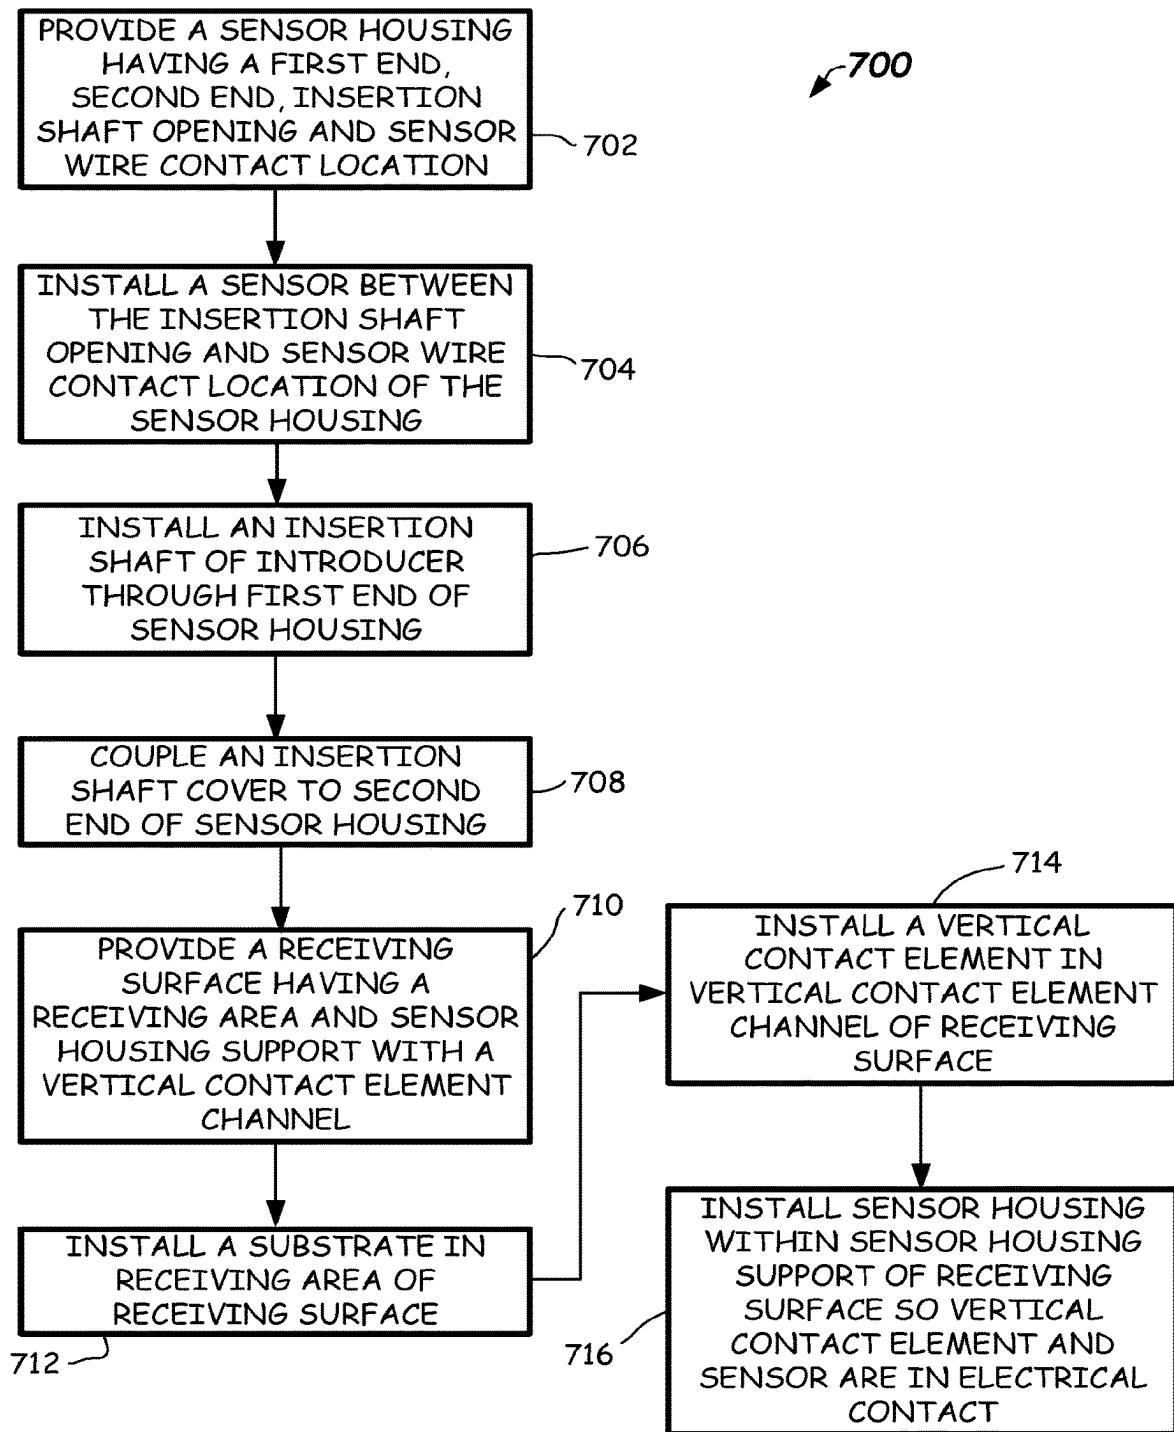 700
PROVIDE A SENSOR HOUSING
HAVING A FIRST END,
SECOND END, INSERTION
SHAFT OPENING AND SENSOR
WIRE CONTACT LOCATION
702
INSTALL A SENSOR BETWEEN
THE INSERTION SHAFT
OPENING AND SENSOR WIRE
CONTACT LOCATION OF THE
SENSOR HOUSING
704
INSTALL AN INSERTION
SHAFT OF INTRODUCER
THROUGH FIRST END OF
SENSOR HOUSING
706
COUPLE AN INSERTION
SHAFT COVER TO SECOND
END OF SENSOR HOUSING
708
PROVIDE A RECEIVING
SURFACE HAVING A
RECEIVING AREA AND SENSOR
HOUSING SUPPORT WITH A
VERTICAL CONTACT ELEMENT
CHANNEL
710
INSTALL A SUBSTRATE IN
RECEIVING AREA OF
RECEIVING SURFACE
712
714
INSTALL A VERTICAL
CONTACT ELEMENT IN
VERTICAL CONTACT ELEMENT
CHANNEL OF RECEIVING
SURFACE
INSTALL SENSOR HOUSING
WITHIN SENSOR HOUSING
SUPPORT OF RECEIVING
SURFACE SO VERTICAL
CONTACT ELEMENT AND
SENSOR ARE IN ELECTRICAL
CONTACT
716